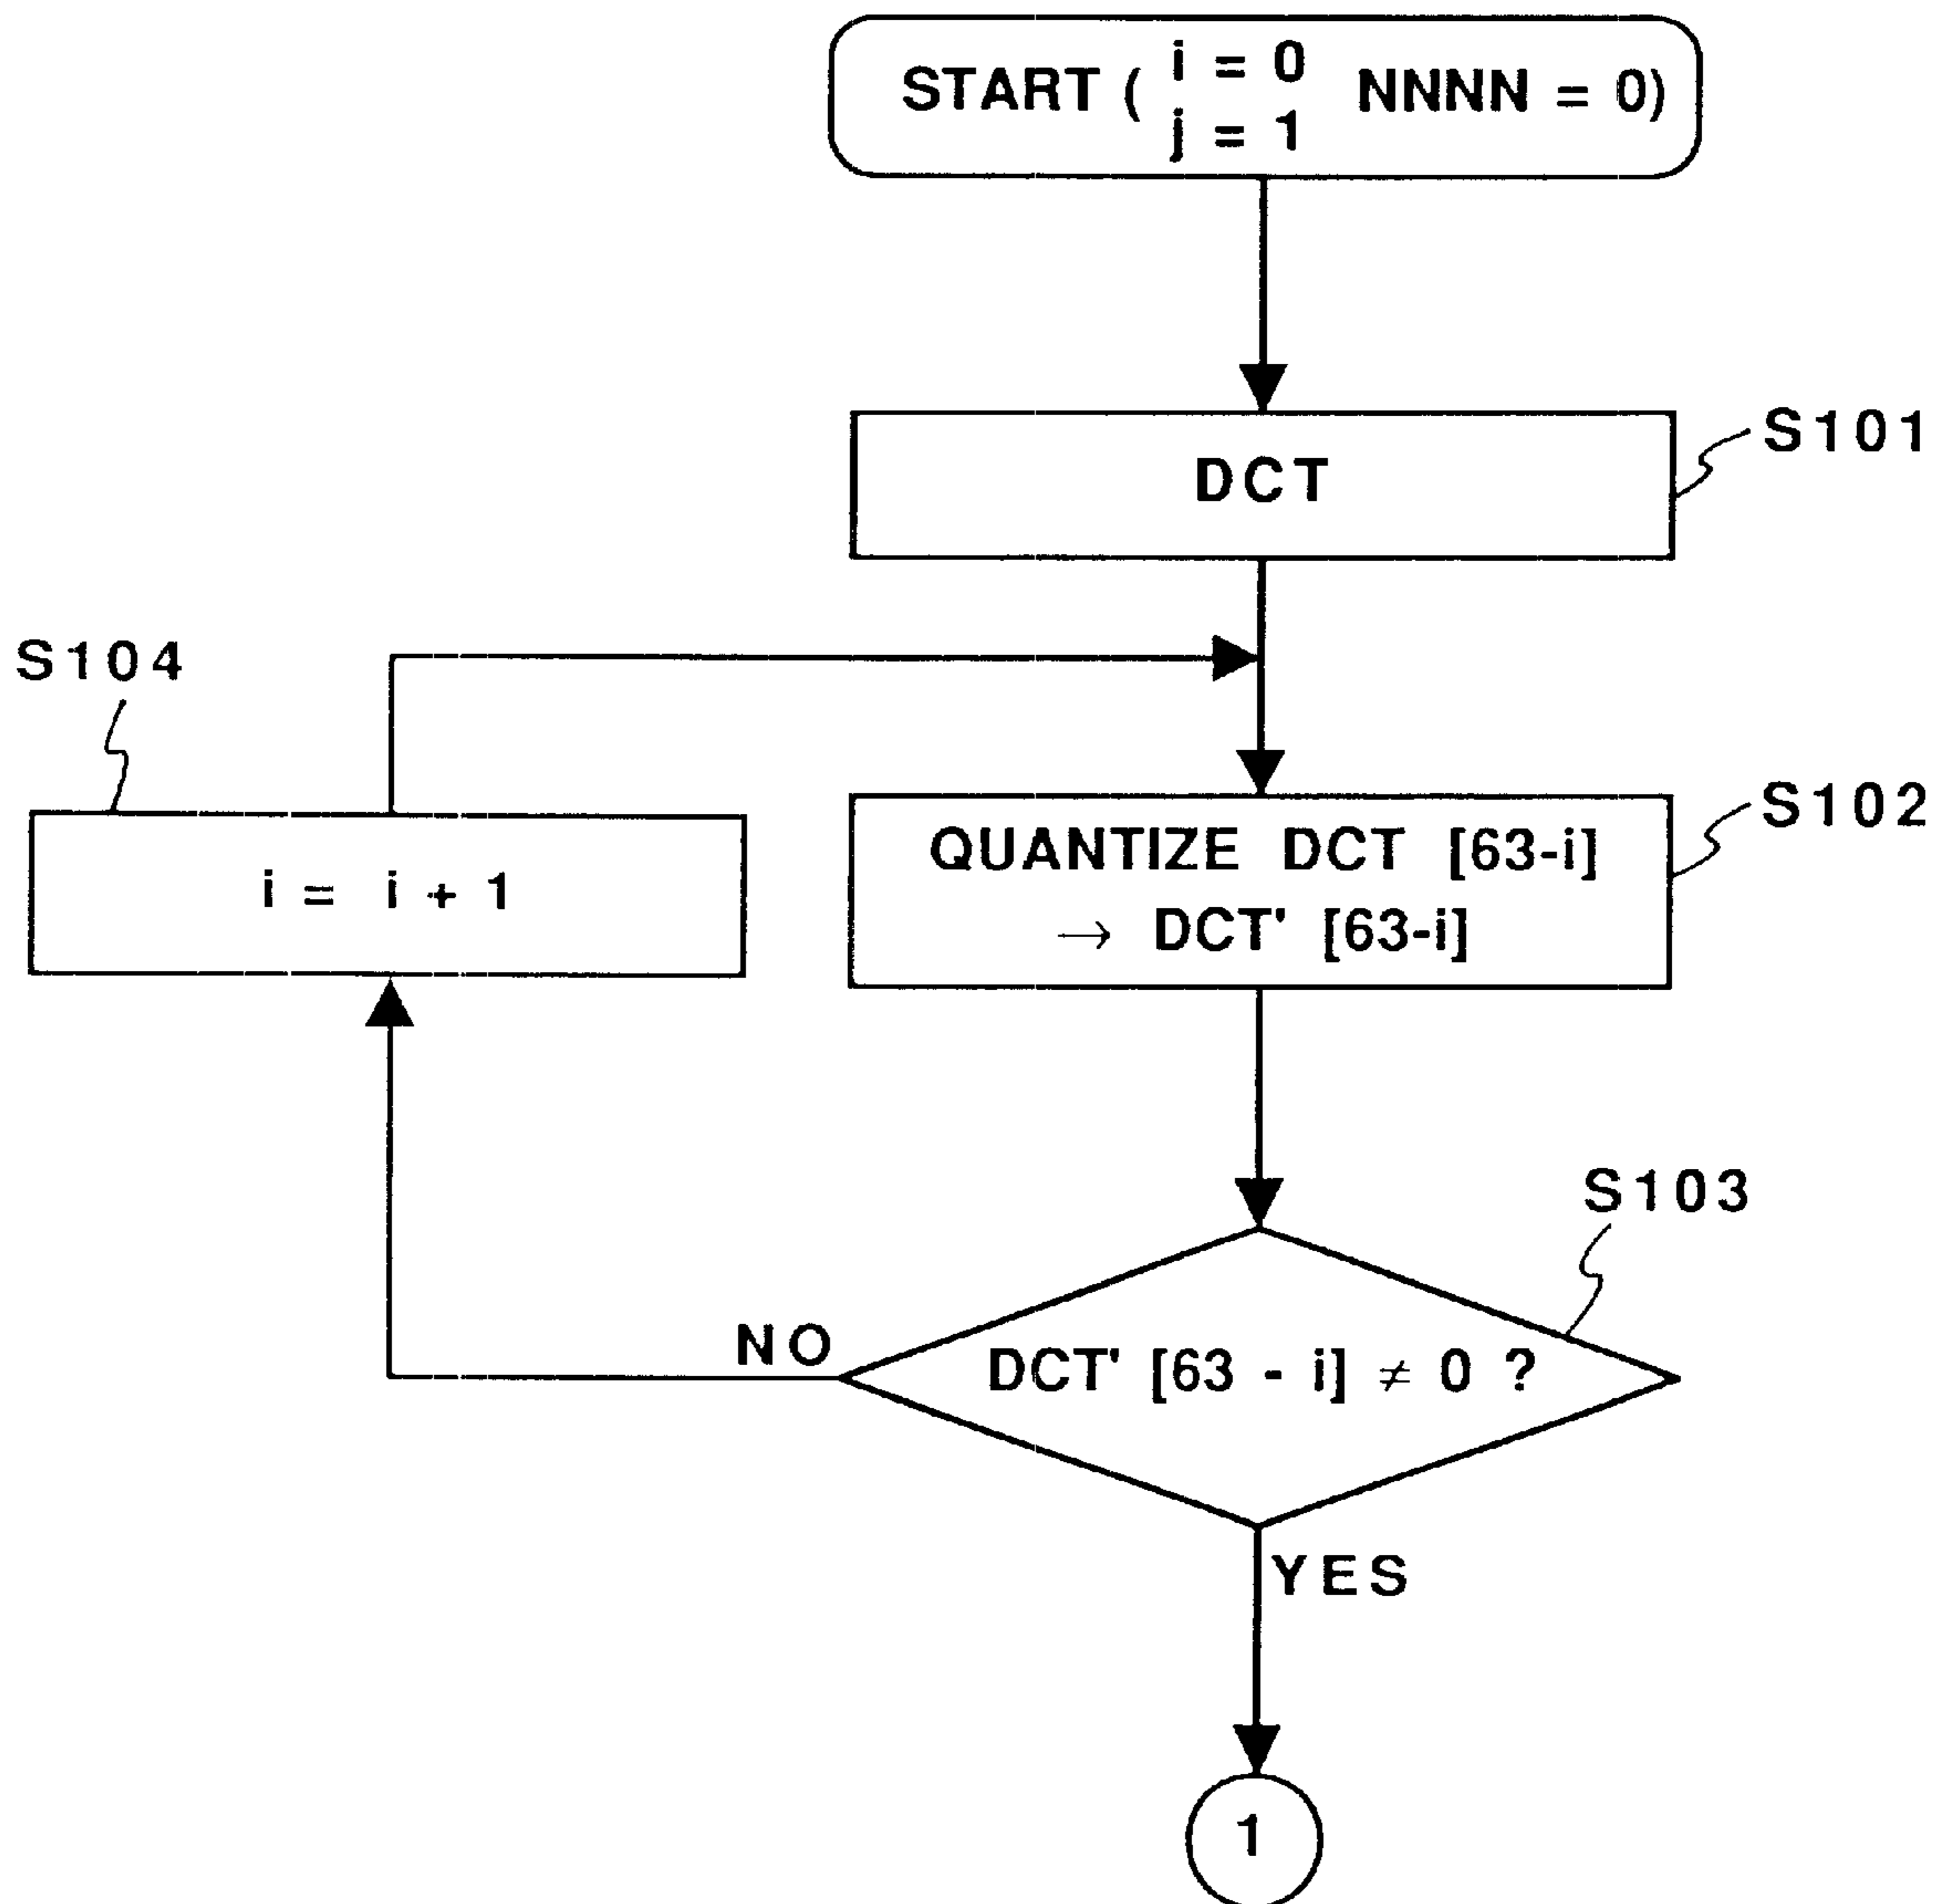 START ( i = 0 NNNN = 0)
j = 1
DCT
S101
S104
i = i + 1
QUANTIZE DCT [63-i]
→ DCT' [63-i]
S102
S103
NO
DCT' [63 - i] ≠ 0 ?
YES
1